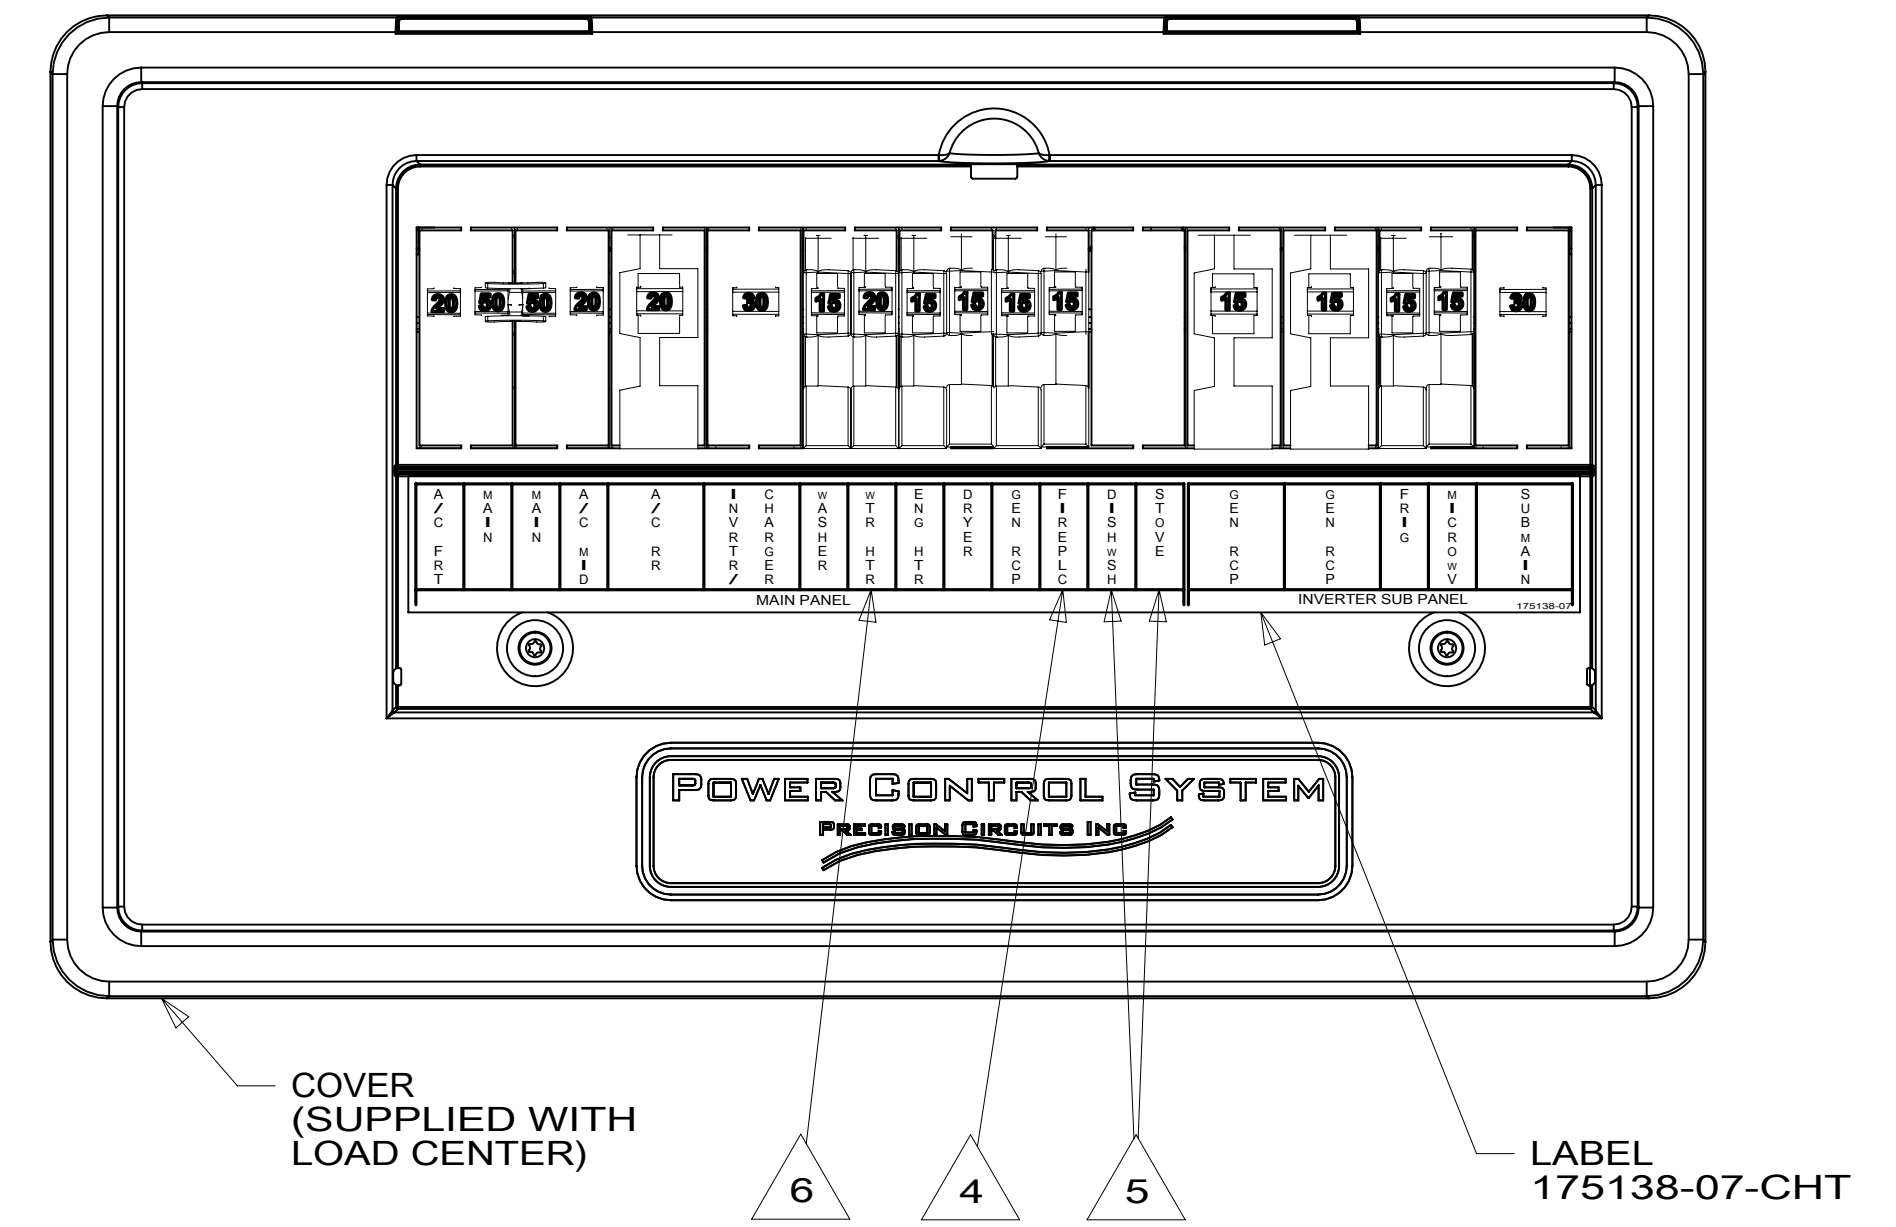 20 50 50 20 20 30 15 20 15 15 15 15 15 15 15 15 30
A/C FRT
MAIN
MAIN
A/C MID
A/C RR
INVRTR/
CHARGER
WASHER
WTR HTR
ENG HTR
DRYER
GEN RCP
FIREPLC
DISHWSH
STOVE
GEN RCP
GEN RCP
FRIG
MICROWV
SUBMAIN
MAIN PANEL
INVERTER SUB PANEL
175138-07
POWER CONTROL SYSTEM
PRECISION CIRCUITS INC
COVER
(SUPPLIED WITH
LOAD CENTER)
6
4
5
LABEL
175138-07-CHT